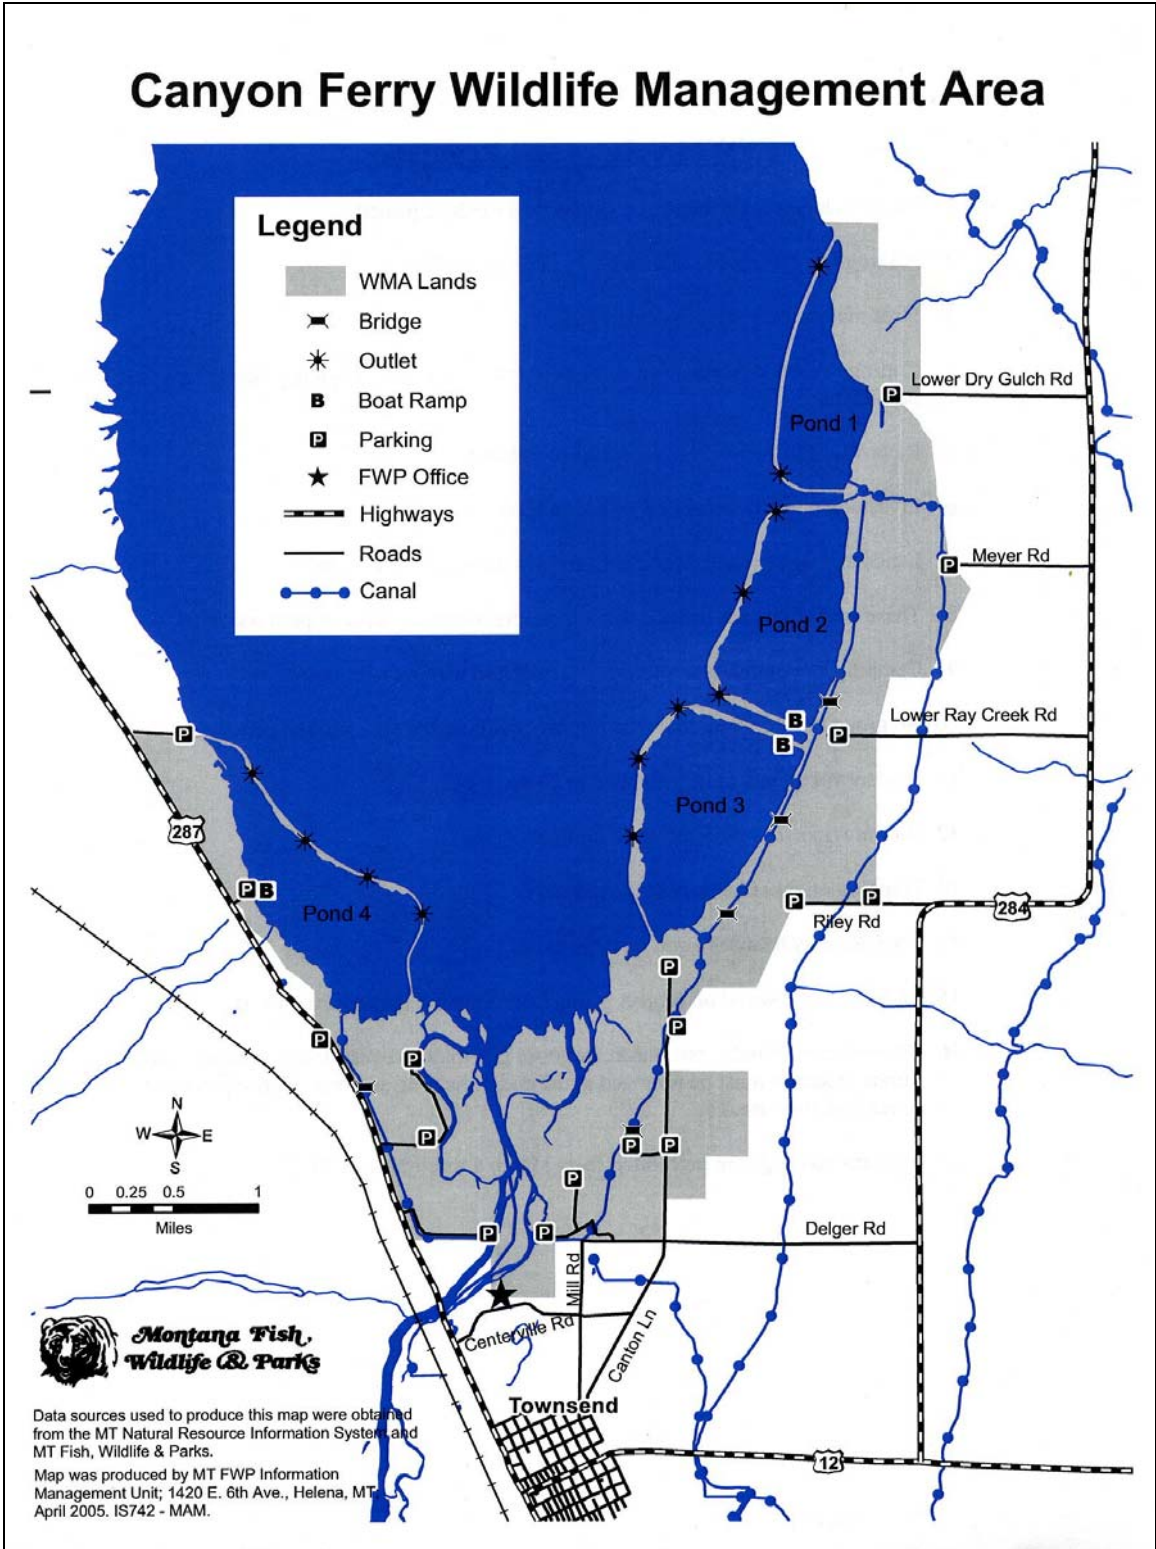 Canyon Ferry Wildlife Management Area
Legend
WMA Lands
Bridge
Outlet
B Boat Ramp
P Parking
FWP Office
Highways
Roads
Canal
Lower Dry Gulch Rd
P
Pond 1
P
Meyer Rd
Pond 2
B
Lower Ray Creek Rd
P
P
B
Pond 3
287
P B
Pond 4
P
P
Riley Rd
284
P
P
P
P
P
P
P
P
N
W E
S
0 0.25 0.5 1
Miles
P
P
Delger Rd
Mill Rd
Centerville Rd
Canton Ln
Montana Fish,
Wildlife & Parks
Townsend
12
Data sources used to produce this map were obtained
from the MT Natural Resource Information System and
MT Fish, Wildlife & Parks.
Map was produced by MT FWP Information
Management Unit; 1420 E. 6th Ave., Helena, MT
April 2005. IS742 - MAM.